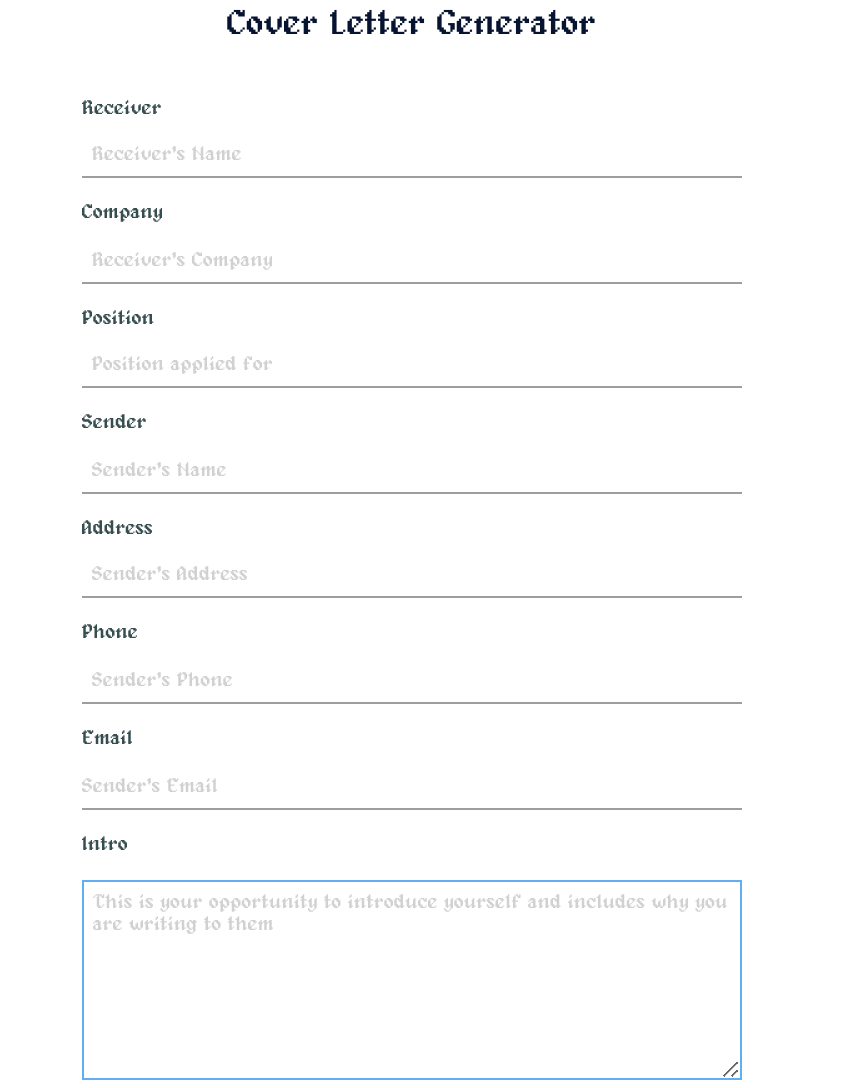 Cover Letter Generator
Receiver
Receiver's Name
Company
Receiver's Company
Position
Position applied for
Sender
Sender's Name
Address
Sender's Address
Phone
Sender's Phone
Email
Sender's Email
Intro
This is your opportunity to introduce yourself and includes why you
are writing to them